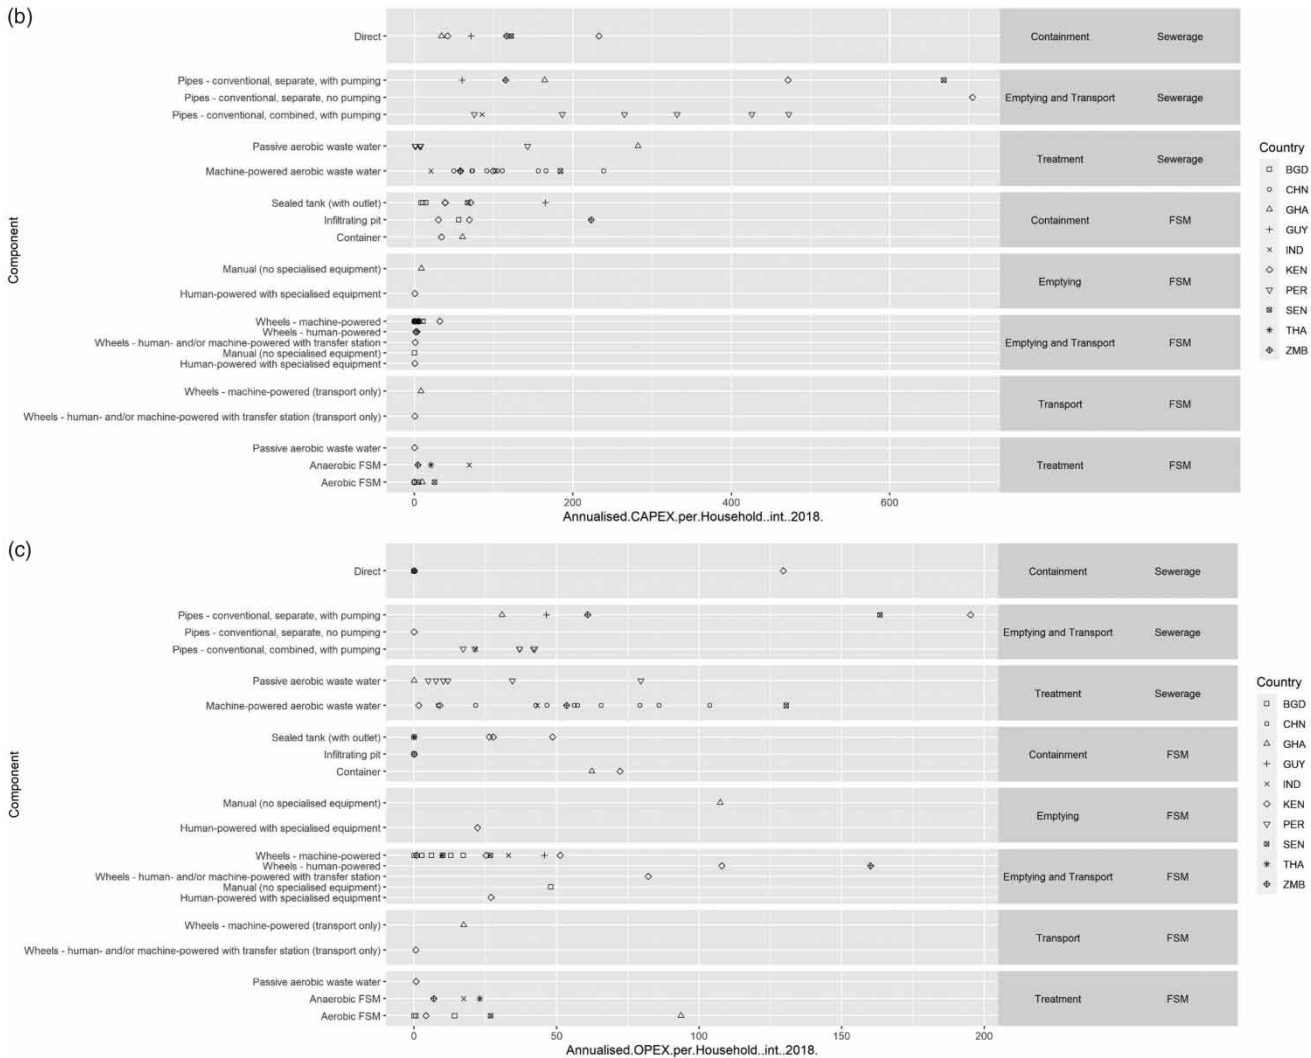 (b)
Direct
Containment Sewerage
Pipes - conventional, separate, with pumping
Pipes - conventional, separate, no pumping
Pipes - conventional, combined, with pumping
Emptying and Transport Sewerage
Passive aerobic waste water
Machine-powered aerobic waste water
Treatment Sewerage
Sealed tank (with outlet)
Infiltrating pit
Container
Containment FSM
Manual (no specialised equipment)
Human-powered with specialised equipment
Emptying FSM
Wheels - machine-powered
Wheels - human-powered
Wheels - human- and/or machine-powered with transfer station
Manual (no specialised equipment)
Human-powered with specialised equipment
Emptying and Transport FSM
Wheels - machine-powered (transport only)
Wheels - human- and/or machine-powered with transfer station (transport only)
Transport FSM
Passive aerobic waste water
Anaerobic FSM
Aerobic FSM
Treatment FSM
Component
0 200 400 600
Annualised.CAPEX.per.Household..int..2018.
Country
BGD
CHN
GHA
GUY
IND
KEN
PER
SEN
THA
ZMB
(c)
Direct
Containment Sewerage
Pipes - conventional, separate, with pumping
Pipes - conventional, separate, no pumping
Pipes - conventional, combined, with pumping
Emptying and Transport Sewerage
Passive aerobic waste water
Machine-powered aerobic waste water
Treatment Sewerage
Sealed tank (with outlet)
Infiltrating pit
Container
Containment FSM
Manual (no specialised equipment)
Human-powered with specialised equipment
Emptying FSM
Wheels - machine-powered
Wheels - human-powered
Wheels - human- and/or machine-powered with transfer station
Manual (no specialised equipment)
Human-powered with specialised equipment
Emptying and Transport FSM
Wheels - machine-powered (transport only)
Wheels - human- and/or machine-powered with transfer station (transport only)
Transport FSM
Passive aerobic waste water
Anaerobic FSM
Aerobic FSM
Treatment FSM
Component
0 50 100 150 200
Annualised.OPEX.per.Household..int..2018.
Country
BGD
CHN
GHA
GUY
IND
KEN
PER
SEN
THA
ZMB